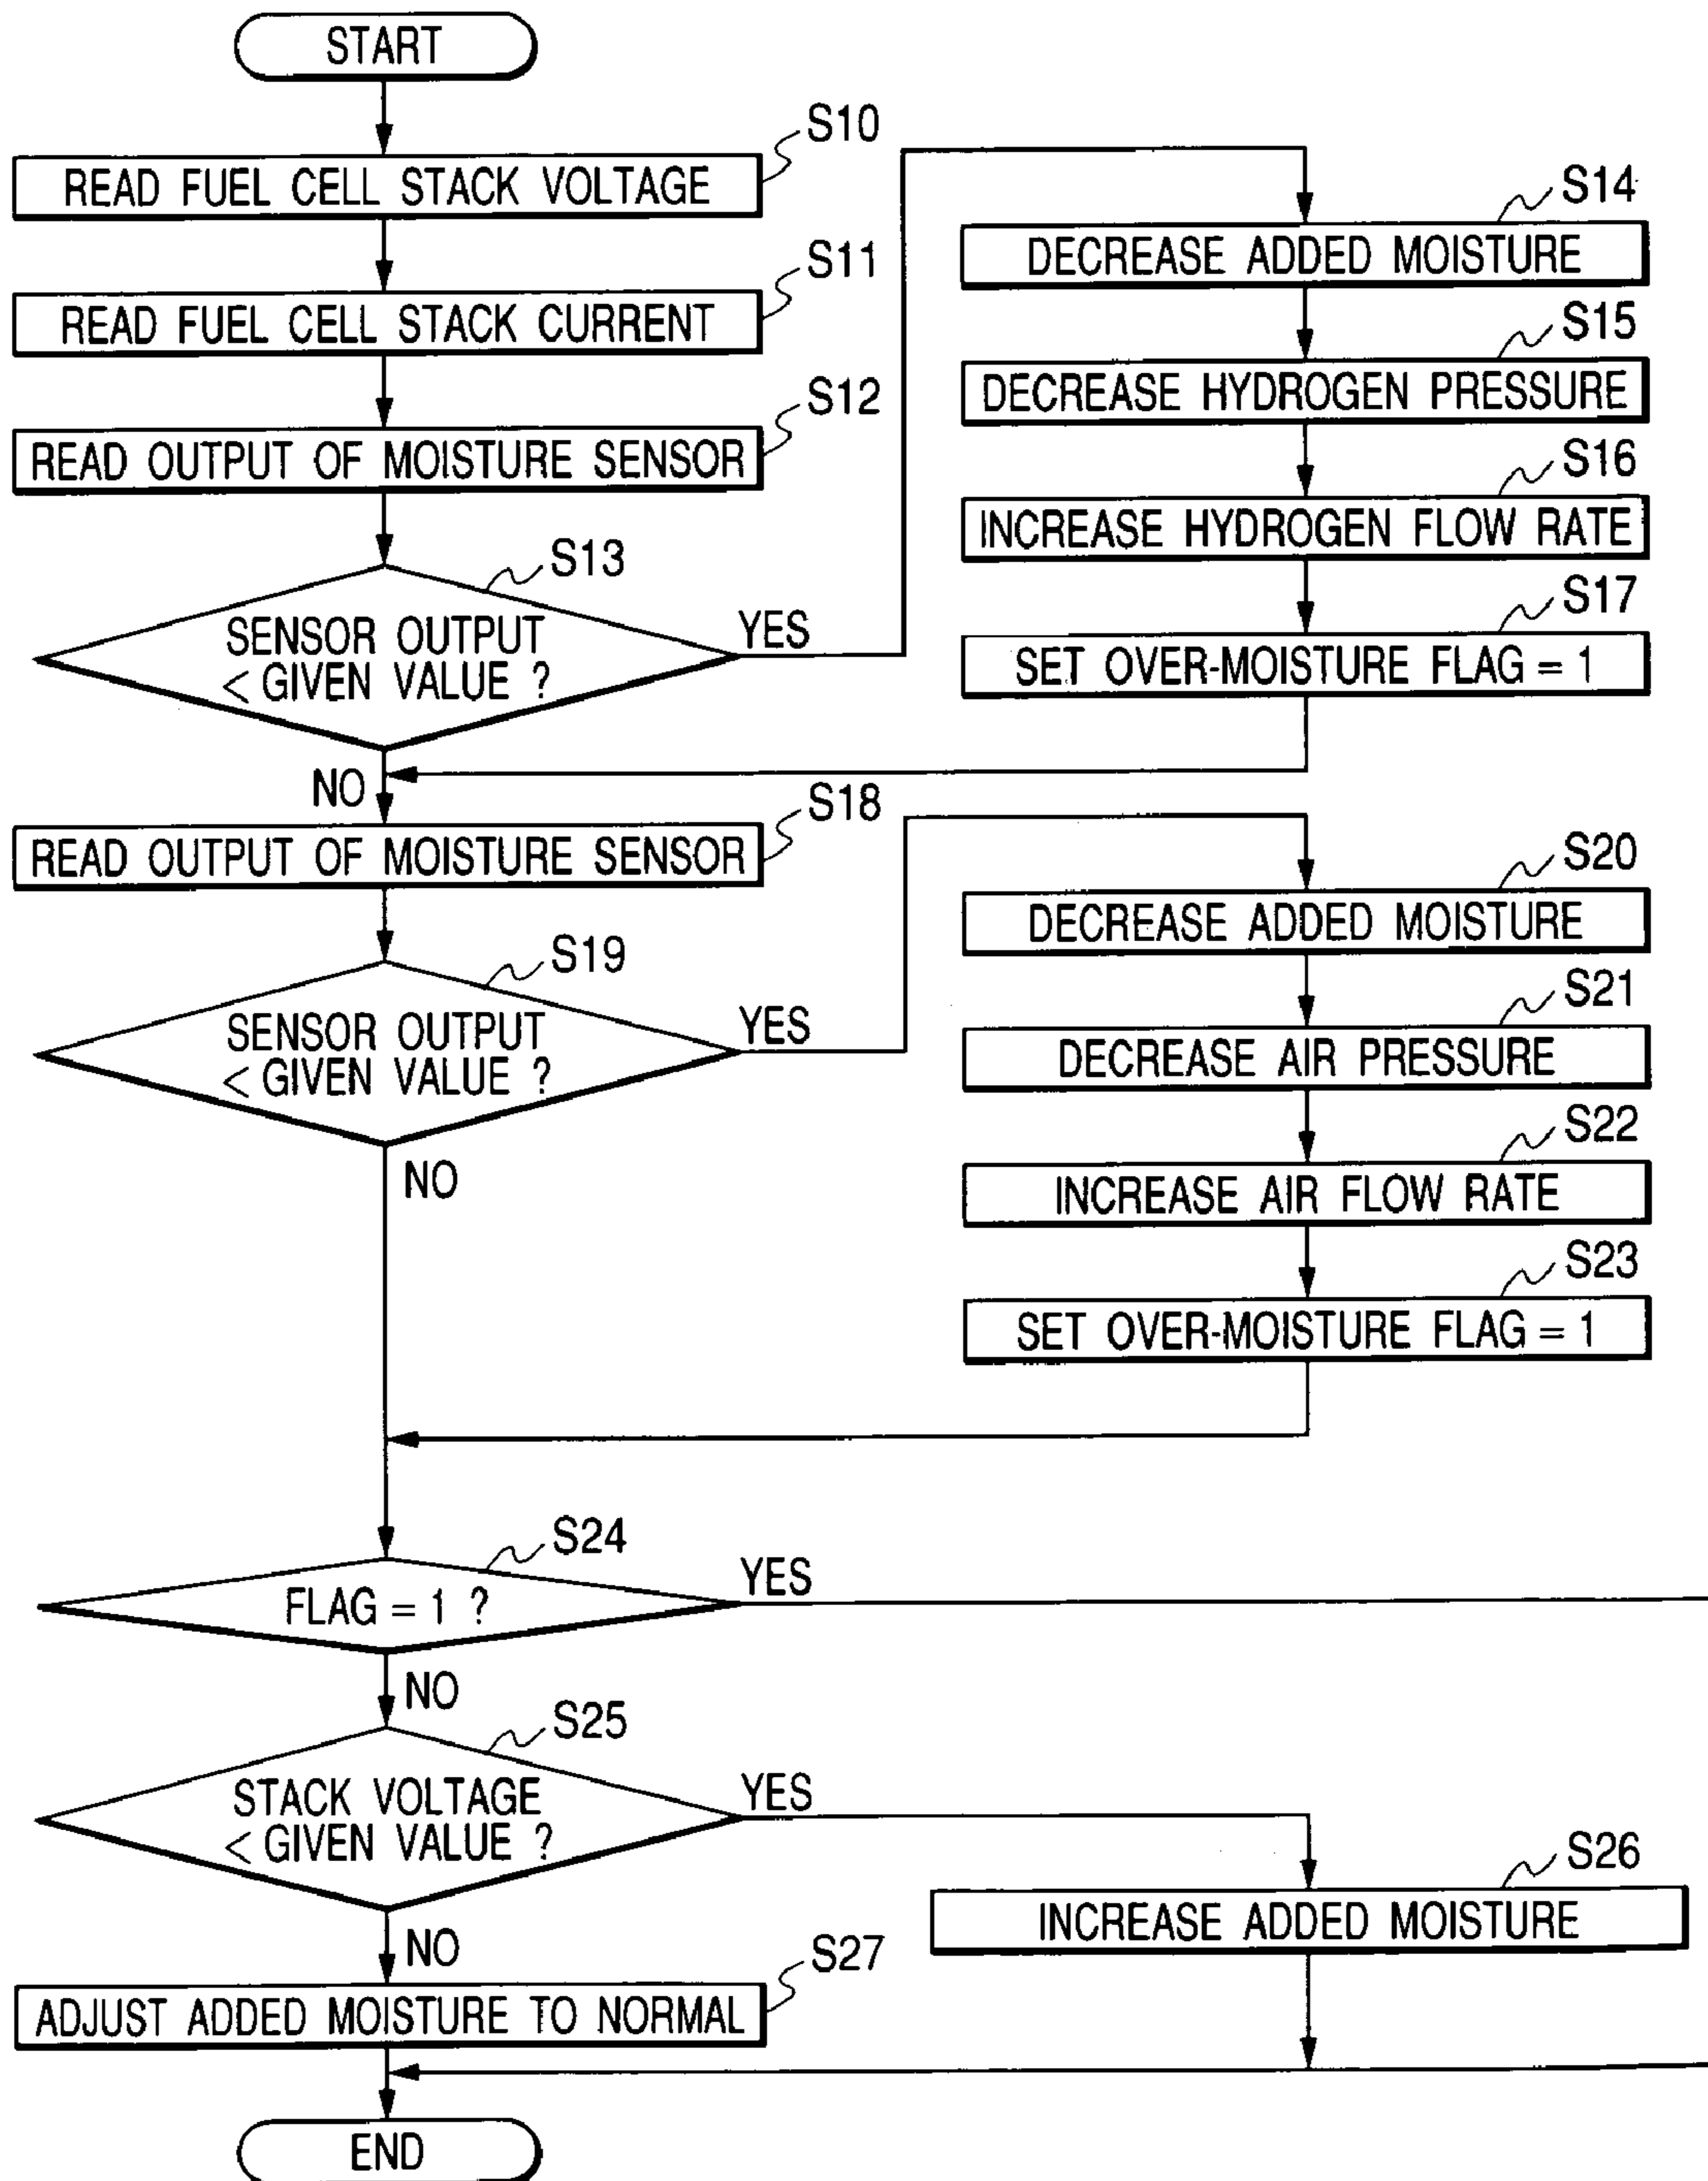 START
S10
READ FUEL CELL STACK VOLTAGE
S11
READ FUEL CELL STACK CURRENT
S12
READ OUTPUT OF MOISTURE SENSOR
S13
SENSOR OUTPUT
< GIVEN VALUE ?
YES
NO
S14
DECREASE ADDED MOISTURE
S15
DECREASE HYDROGEN PRESSURE
S16
INCREASE HYDROGEN FLOW RATE
S17
SET OVER-MOISTURE FLAG = 1
S18
READ OUTPUT OF MOISTURE SENSOR
S19
SENSOR OUTPUT
< GIVEN VALUE ?
YES
NO
S20
DECREASE ADDED MOISTURE
S21
DECREASE AIR PRESSURE
S22
INCREASE AIR FLOW RATE
S23
SET OVER-MOISTURE FLAG = 1
S24
FLAG = 1 ?
YES
NO
S25
STACK VOLTAGE
< GIVEN VALUE ?
YES
NO
S26
INCREASE ADDED MOISTURE
S27
ADJUST ADDED MOISTURE TO NORMAL
END